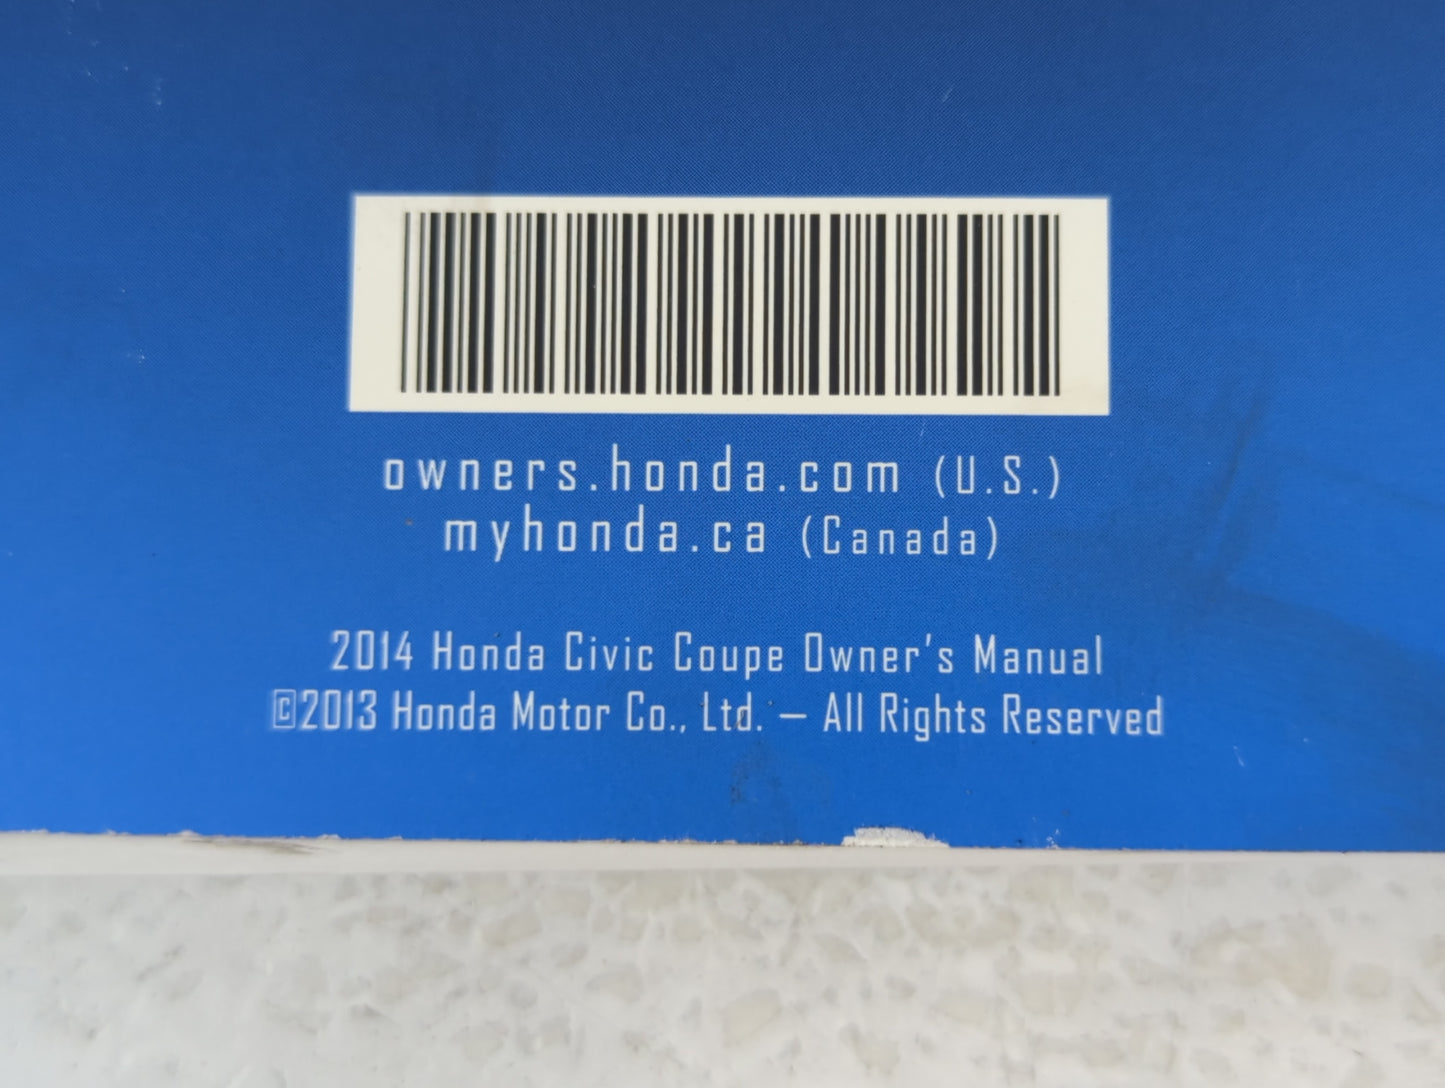 owners.honda.com (U.S.)
myhonda.ca (Canada)
2014 Honda Civic Coupe Owner's Manual
©2013 Honda Motor Co., Ltd. — All Rights Reserved